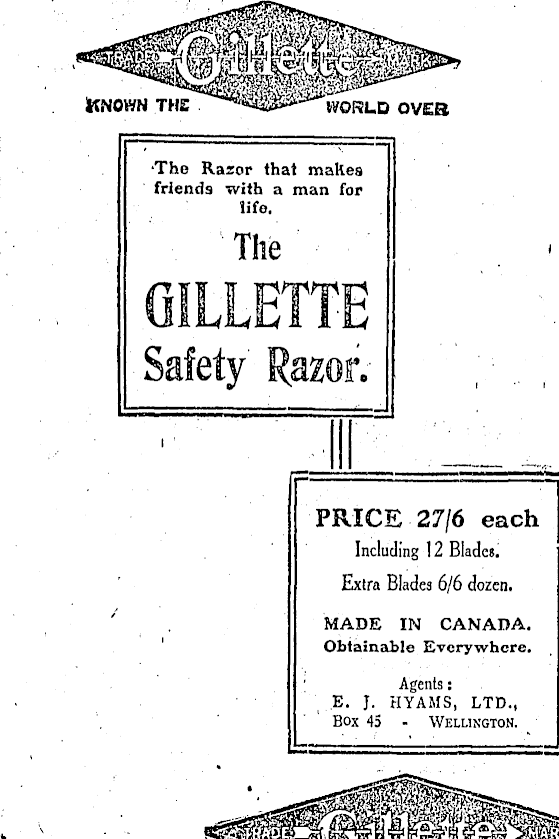 TRADE Gillette MARK
KNOWN THE WORLD OVER
The Razor that makes
friends with a man for
life.
The
GILLETTE
Safety Razor.
PRICE 27/6 each
Including 12 Blades.
Extra Blades 6/6 dozen.
MADE IN CANADA.
Obtainable Everywhere.
Agents:
E. J. HYAMS, LTD.,
Box 45 - WELLINGTON.
TRADE Gillette MAR